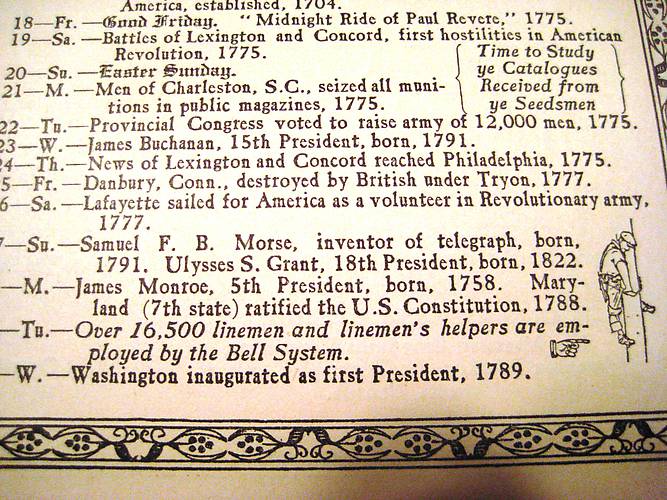 America, established, 1704.
18—Fr. —Good Friday. "Midnight Ride of Paul Revere," 1775.
19—Sa. —Battles of Lexington and Concord, first hostilities in American
Revolution, 1775.
20—Su. —Easter Sunday.
21—M. —Men of Charleston, S.C., seized all muni-
tions in public magazines, 1775.
Time to Study
ye Catalogues
Received from
ye Seedsmen
22—Tu.—Provincial Congress voted to raise army of 12,000 men, 1775.
23—W. —James Buchanan, 15th President, born, 1791.
24—Th.—News of Lexington and Concord reached Philadelphia, 1775.
5—Fr. —Danbury, Conn., destroyed by British under Tryon, 1777.
6—Sa. —Lafayette sailed for America as a volunteer in Revolutionary army,
1777.
7—Su.—Samuel F. B. Morse, inventor of telegraph, born,
1791. Ulysses S. Grant, 18th President, born, 1822.
—M.—James Monroe, 5th President, born, 1758. Mary-
land (7th state) ratified the U.S. Constitution, 1788.
—Tu.—Over 16,500 linemen and linemen's helpers are em-
ployed by the Bell System.
—W.—Washington inaugurated as first President, 1789.